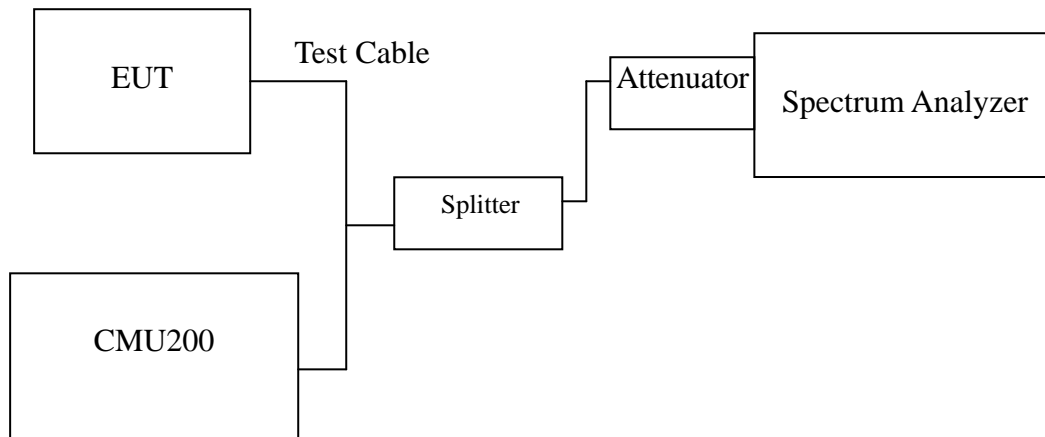 EUT
Test Cable
Attenuator
Spectrum Analyzer
Splitter
CMU200